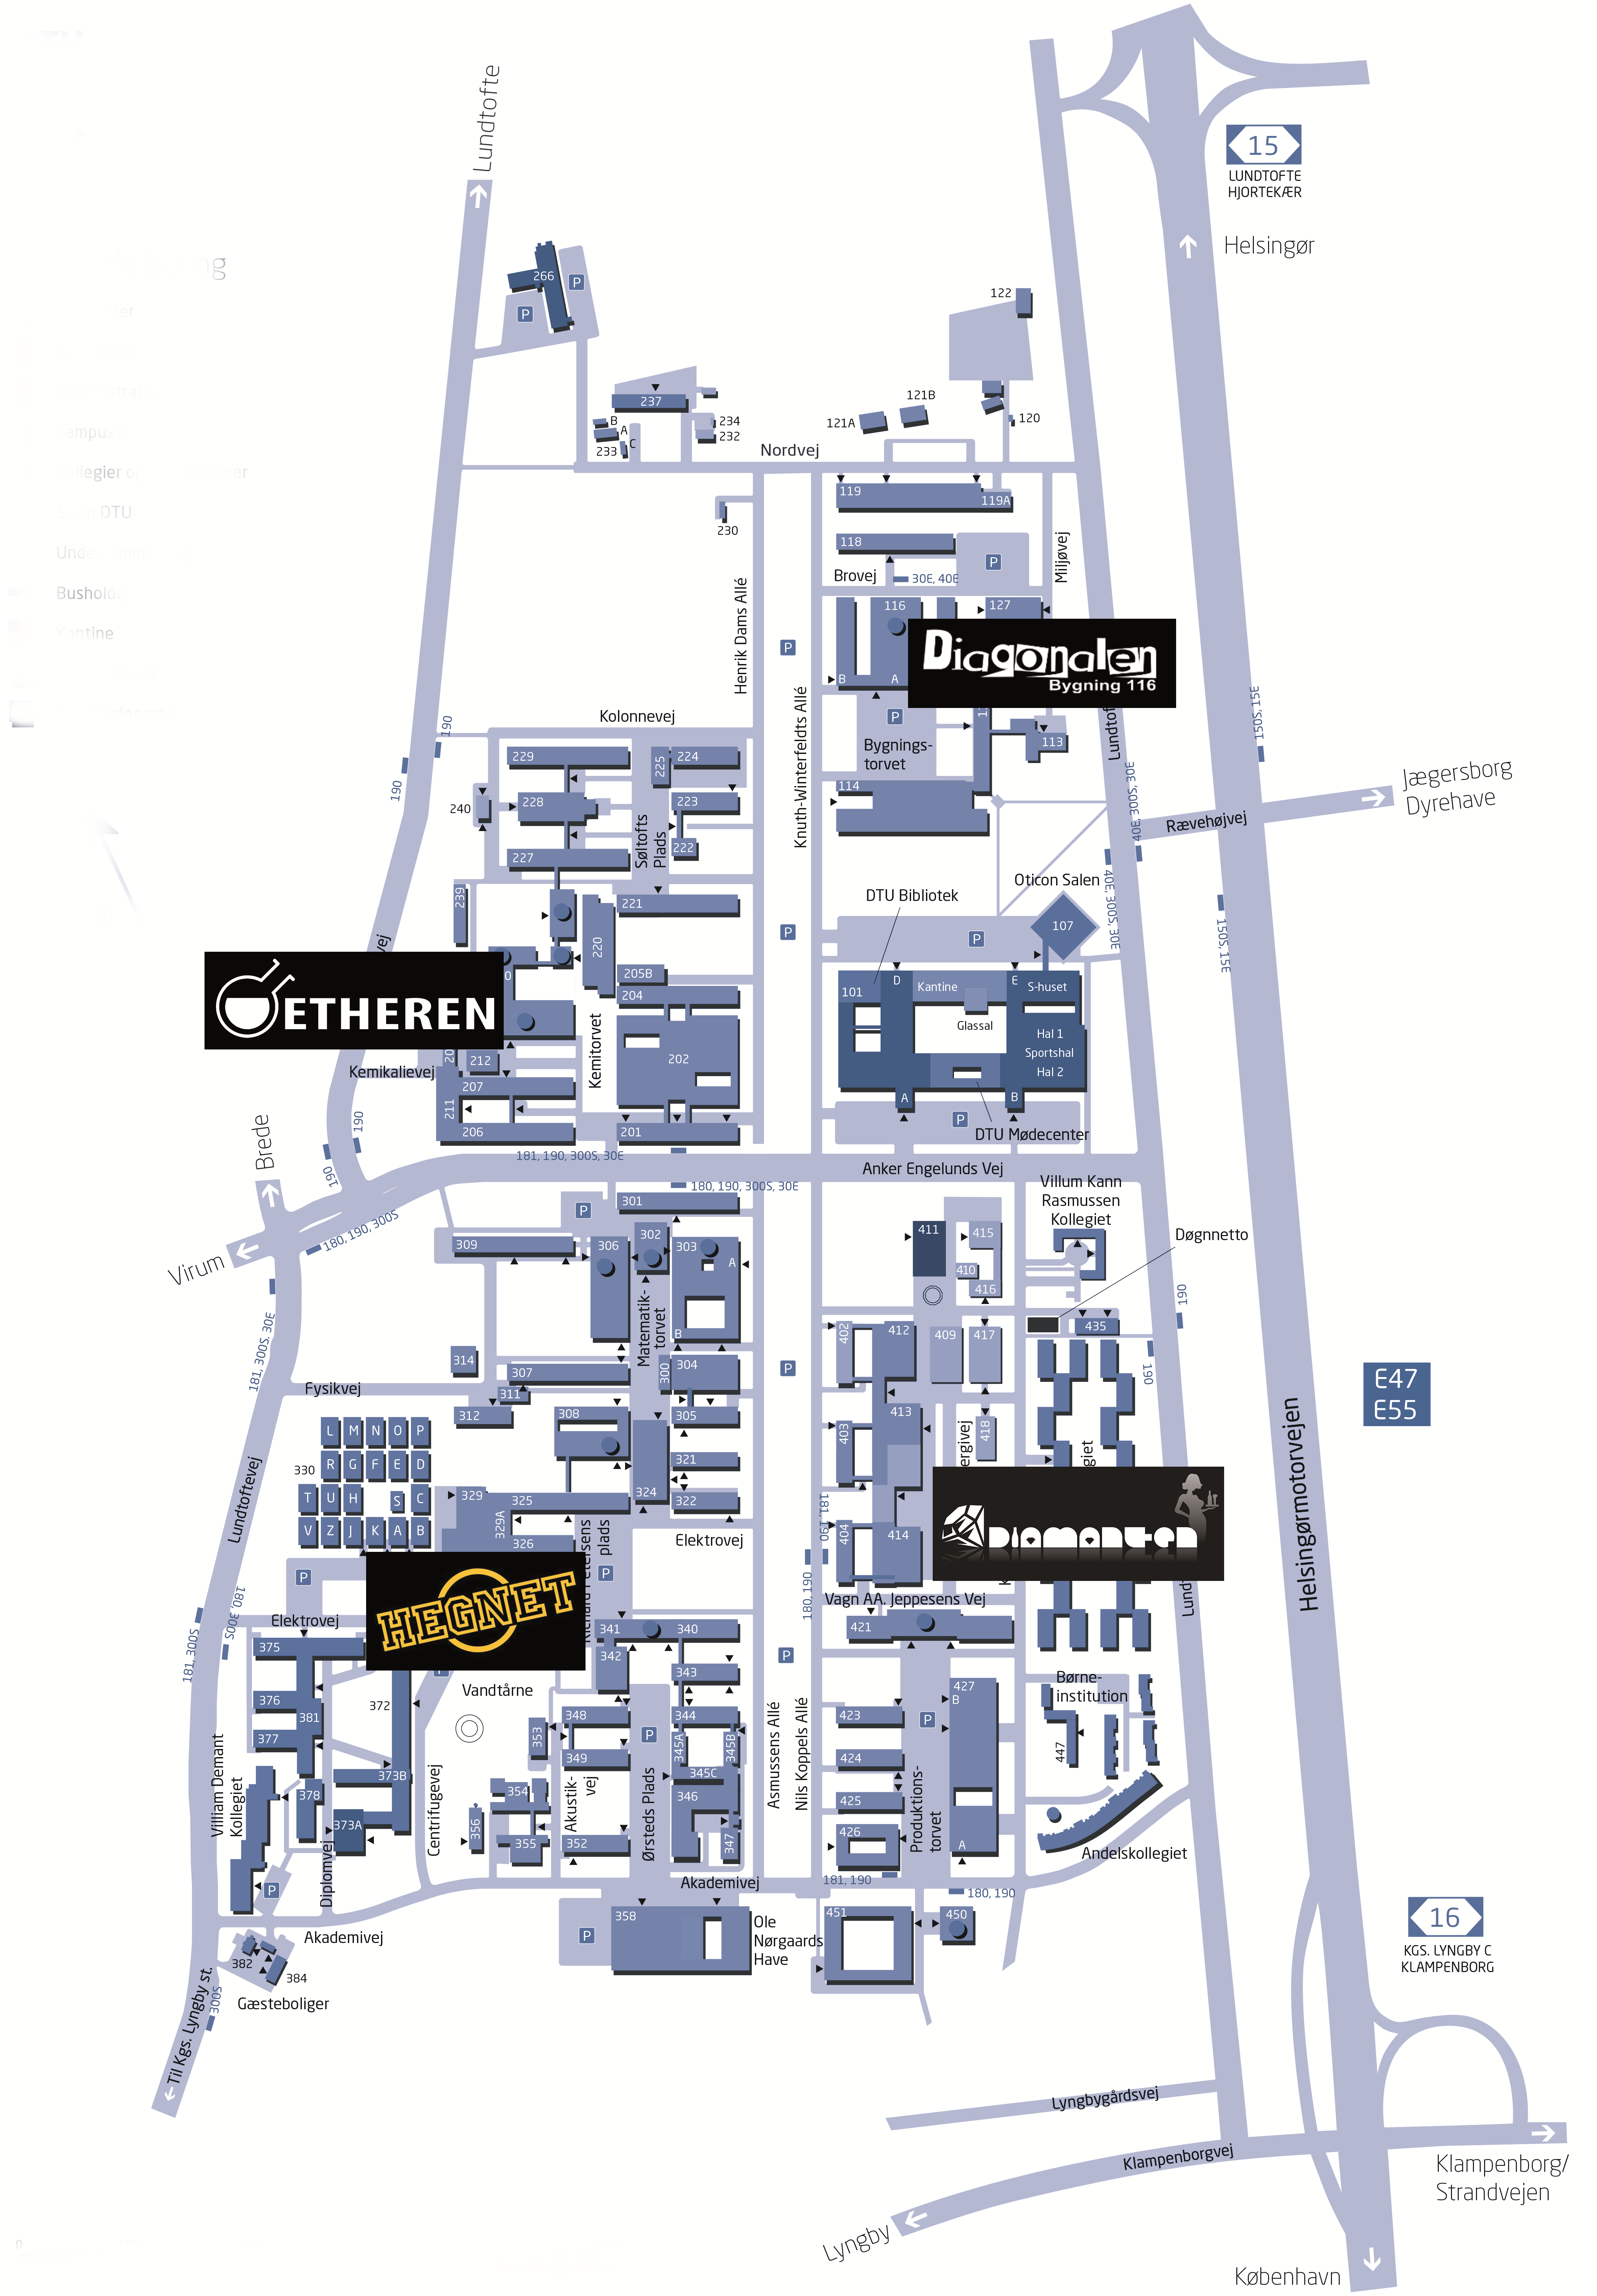 Lundtofte
15
LUNDTOFTE
HJORTEKÆR
Helsingør
266
P
P
122
237
B
A
C
233
234
232
121A
121B
120
Nordvej
119
119A
230
118
P
Miljøvej
Brovej
30E, 40E
Henrik Dams Allé
116
127
P
Diagonalen
Bygning 116
B
A
Knuth-Winterfeldts Allé
P
Bygnings-
torvet
113
150S, 15E
Kolonnevej
190
190
229
225
224
240
228
223
Søltofts
Plads
222
227
114
30E, 300S, 40E
Rævehøjvej
Jægersborg
Dyrehave
239
221
220
DTU Bibliotek
Oticon Salen
40E, 300S, 30E
107
P
P
150S, 15E
ETHEREN
205B
204
101
D
Kantine
E
S-huset
Glassal
Hal 1
Sportshal
Hal 2
212
202
Kemitorvet
Kemikalievej
207
211
206
201
A
B
P
DTU Mødecenter
Brede
190
190
181, 190, 300S, 30E
Anker Engelunds Vej
180, 190, 300S, 30E
180, 190, 300S
Virum
301
P
309
306
302
303
A
B
Matematik-
torvet
411
415
410
416
Villum Kann
Rasmussen
Kollegiet
Døgnnetto
190
435
190
181, 300S, 30E
314
307
300
304
P
402
412
409
417
Fysikvej
311
312
308
305
413
403
418
E47
E55
L M N O P
330
R G F E D
T U H S C
V Z J K A B
321
324
322
329
325
329A
326
Lundtoftevej
Elektrovej
181, 190
404
414
DIAMANTEN
Helsingørmotorvejen
HEGNET
P
P
180, 190
Vagn AA. Jeppesens Vej
180, 30E, 300S
181, 300S
Elektrovej
375
341
340
342
343
421
P
Vandtårne
376
372
381
377
353
348
349
P
344
345A
345B
345C
346
347
Asmussens Allé
Nils Koppels Allé
423
424
425
426
P
427
B
A
Produktions-
torvet
Børne-
institution
447
Andelskollegiet
Villiam Demant
Kollegiet
373B
378
373A
Diplomvej
Centrifugevej
354
356
355
Akustik-
vej
352
Ørsteds Plads
Akademivej
181, 190
180, 190
P
Akademivej
358
P
Ole
Nørgaards
Have
451
450
382
384
Gæsteboliger
300S
Til Kgs. Lyngby st.
16
KGS. LYNGBY C
KLAMPENBORG
Lyngbygårdsvej
Klampenborgvej
Klampenborg/
Strandvejen
Lyngby
København